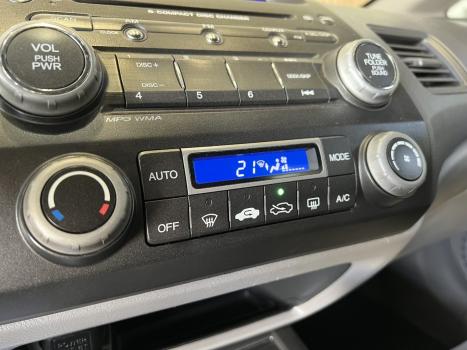 6 COMPACT DISC CHANGER
VOL
PUSH
PWR
DISC +
DISC -
4
5
6
SEEK/SKIP
TUNE
FOLDER
PUSH
SOUND
MP3 WMA
AUTO
21
MODE
OFF
A/C